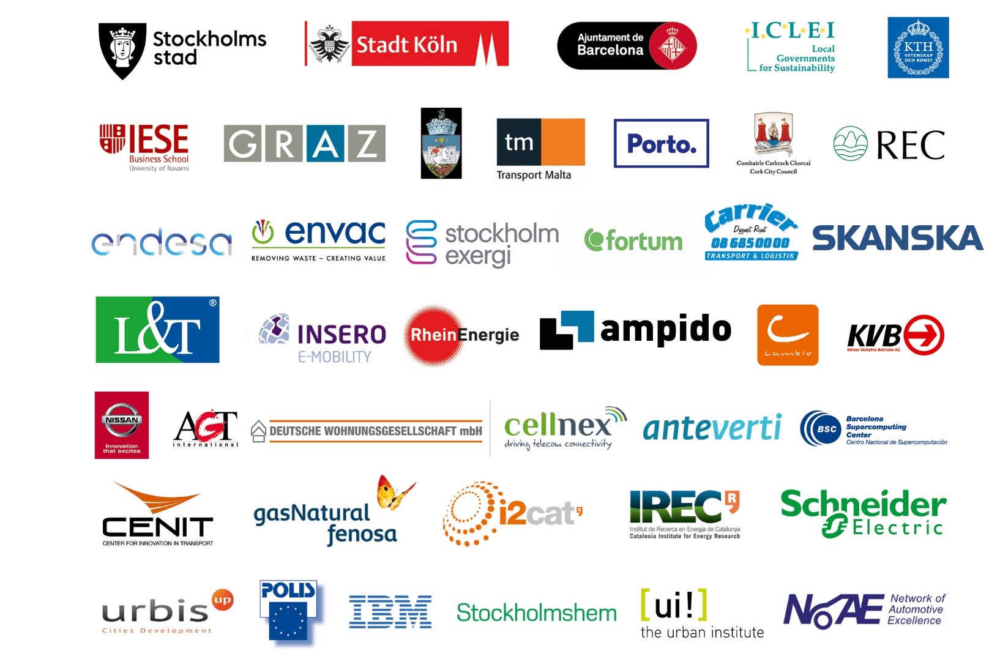 Stockholms
stad
Stadt Köln
Ajuntament de
Barcelona
I.C.L.E.I
Local
Governments
for Sustainability
KTH
VETENSKAP
OCH KONST
IESE
Business School
University of Navarra
GRAZ
tm
Transport Malta
Porto.
Comhairle Cathrach Chorcaí
Cork City Council
REC
endesa
envac
REMOVING WASTE – CREATING VALUE
stockholm
exergi
fortum
Carrier
Dygnet Runt
08 685 00 00
TRANSPORT & LOGISTIK
SKANSKA
L&T®
INSERO
E-MOBILITY
RheinEnergie
ampido
cambio
KVB
Kölner Verkehrs-Betriebe AG
NISSAN
Innovation
that excites
AGT
international
DEUTSCHE WOHNUNGSGESELLSCHAFT mbH
cellnex
driving telecom connectivity
anteverti
BSC
Barcelona
Supercomputing
Center
Centro Nacional de Supercomputación
CENIT
CENTER FOR INNOVATION IN TRANSPORT
gasNatural
fenosa
i2cat R
IREC R
Institut de Recerca en Energia de Catalunya
Catalonia Institute for Energy Research
Schneider
Electric
urbis up
Cities Development
POLIS
IBM
Stockholmshem
[ui!]
the urban institute
NoAE
Network of
Automotive
Excellence